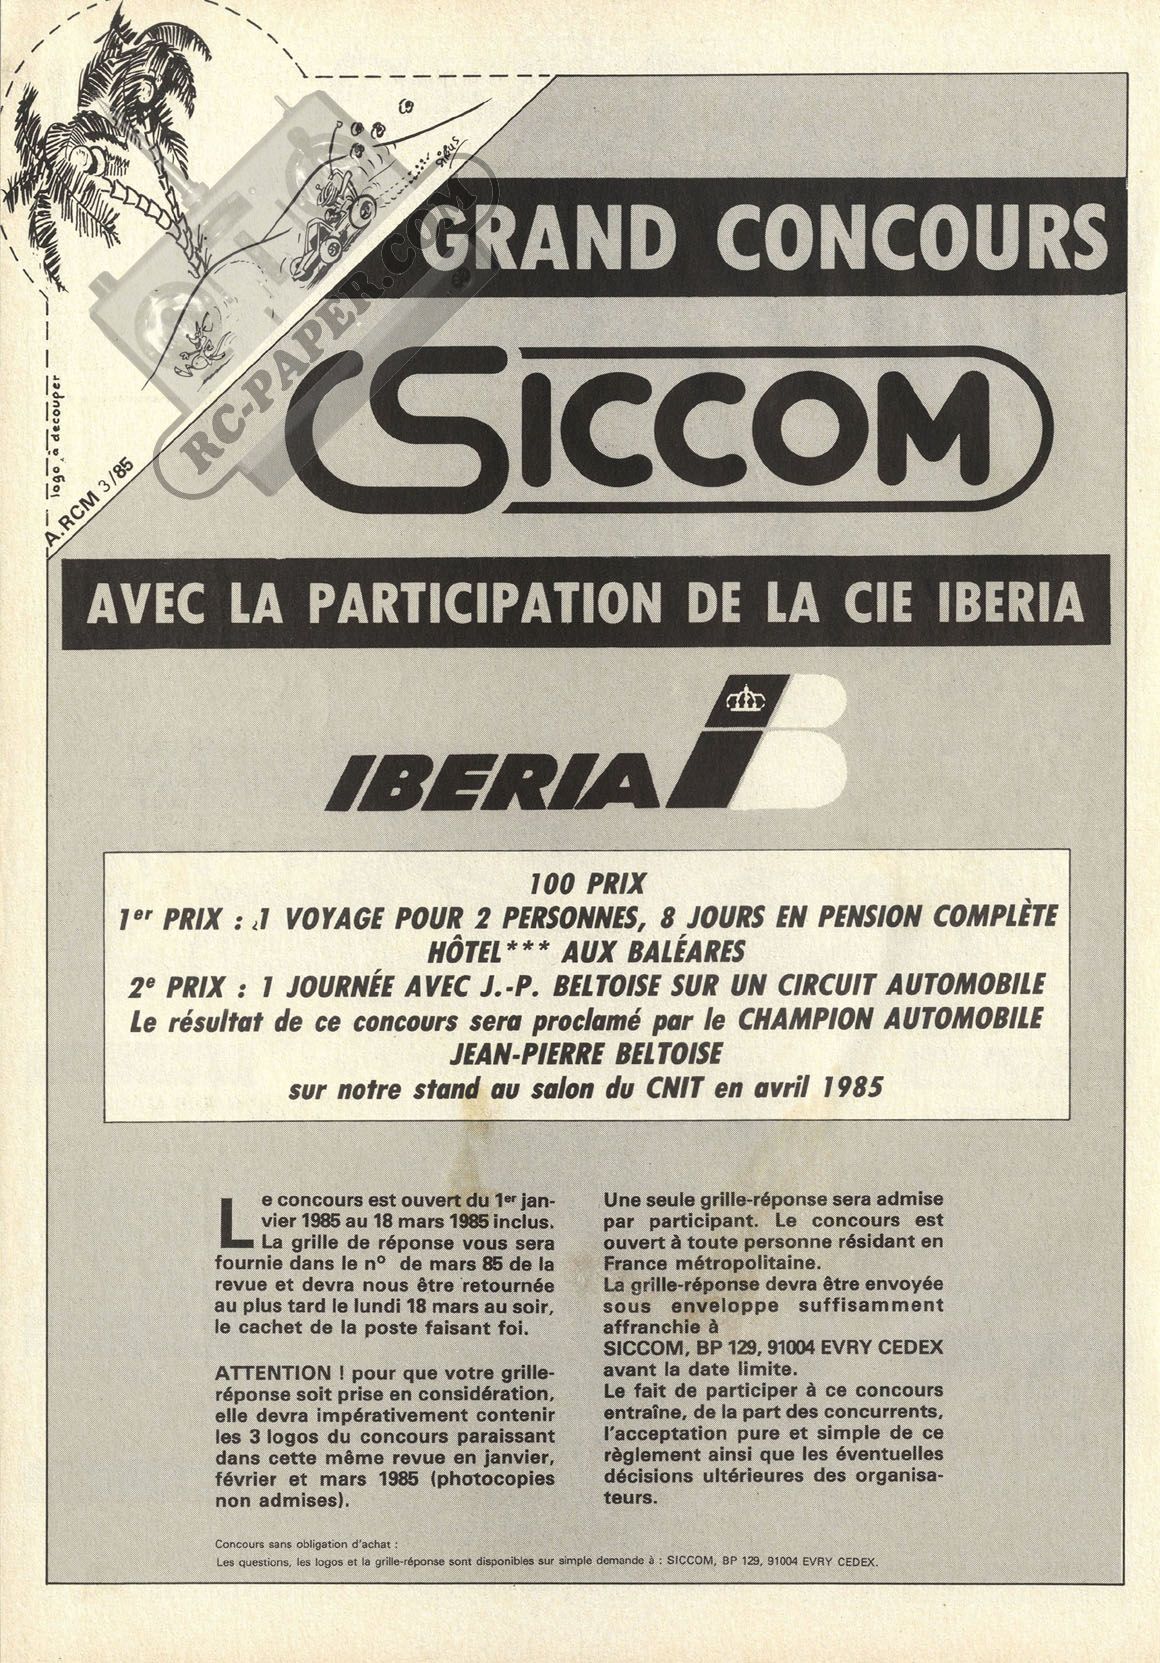 SIRIUS
GRAND CONCOURS
RC-PAPER.COM
SICCOM
logo à decouper
A.RCM 3/85
AVEC LA PARTICIPATION DE LA CIE IBERIA
IBERIA IB
100 PRIX
1er PRIX : 1 VOYAGE POUR 2 PERSONNES, 8 JOURS EN PENSION COMPLÈTE
HÔTEL*** AUX BALÉARES
2e PRIX : 1 JOURNÉE AVEC J.-P. BELTOISE SUR UN CIRCUIT AUTOMOBILE
Le résultat de ce concours sera proclamé par le CHAMPION AUTOMOBILE
JEAN-PIERRE BELTOISE
sur notre stand au salon du CNIT en avril 1985
Le concours est ouvert du 1er jan-
vier 1985 au 18 mars 1985 inclus.
La grille de réponse vous sera
fournie dans le no de mars 85 de la
revue et devra nous être retournée
au plus tard le lundi 18 mars au soir,
le cachet de la poste faisant foi.
ATTENTION ! pour que votre grille-
réponse soit prise en considération,
elle devra impérativement contenir
les 3 logos du concours paraissant
dans cette même revue en janvier,
février et mars 1985 (photocopies
non admises).
Une seule grille-réponse sera admise
par participant. Le concours est
ouvert à toute personne résidant en
France métropolitaine.
La grille-réponse devra être envoyée
sous enveloppe suffisamment
affranchie à
SICCOM, BP 129, 91004 EVRY CEDEX
avant la date limite.
Le fait de participer à ce concours
entraîne, de la part des concurrents,
l'acceptation pure et simple de ce
règlement ainsi que les éventuelles
décisions ultérieures des organisa-
teurs.
Concours sans obligation d'achat :
Les questions, les logos et la grille-réponse sont disponibles sur simple demande à : SICCOM, BP 129, 91004 EVRY CEDEX.